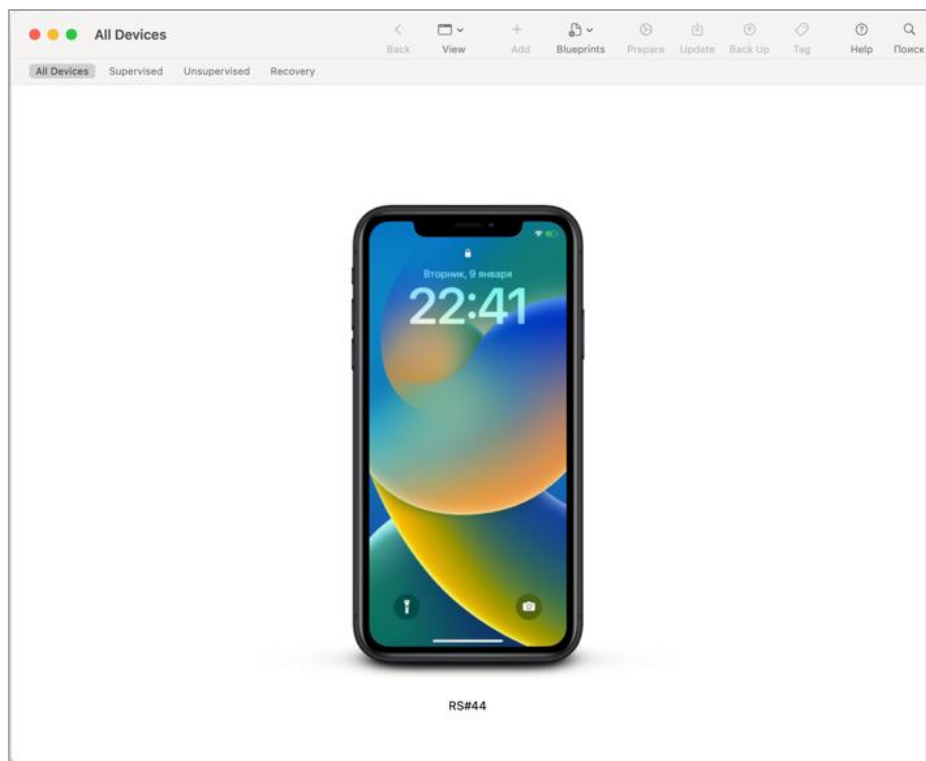 All Devices
Back View Add Blueprints Prepare Update Back Up Tag Help Поиск
All Devices Supervised Unsupervised Recovery
Вторник, 9 января
22:41
RS#44